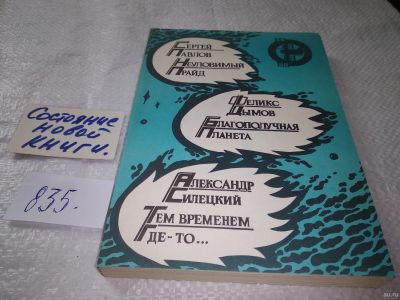 Состояние
новой
книги.
835.
Сергей
Павлов
Неуловимый
Прайд
Феликс
Дымов
Благополучная
планета
Александр
Силецкий
Тем временем
где-то...